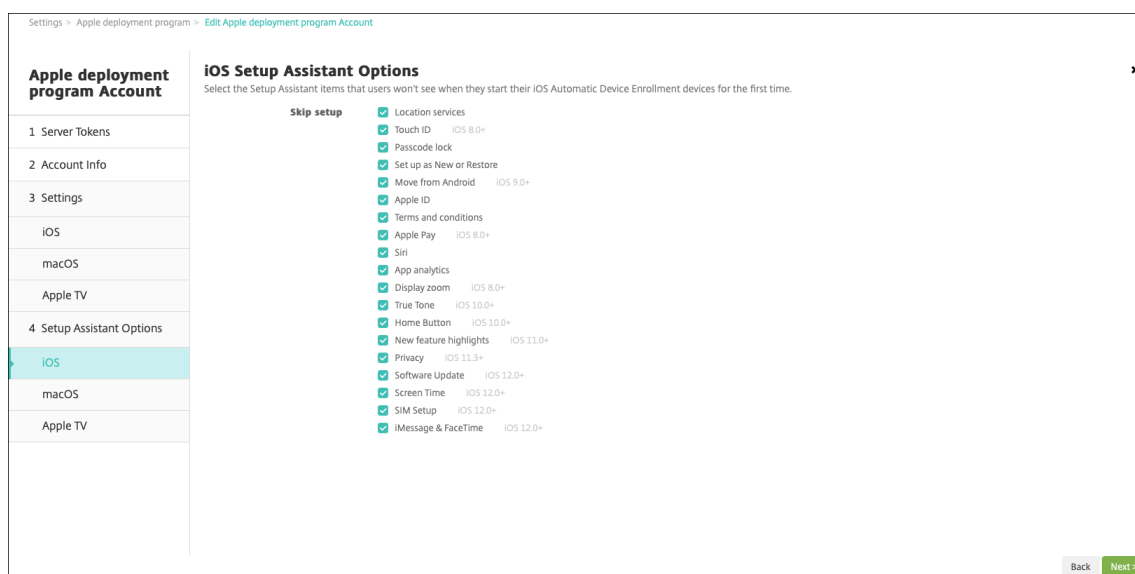 Settings > Apple deployment program > Edit Apple deployment program Account
Apple deployment
program Account
1 Server Tokens
2 Account Info
3 Settings
iOS
macOS
Apple TV
4 Setup Assistant Options
iOS
macOS
Apple TV
iOS Setup Assistant Options
Select the Setup Assistant items that users won't see when they start their iOS Automatic Device Enrollment devices for the first time.
Skip setup
Location services
Touch ID iOS 8.0+
Passcode lock
Set up as New or Restore
Move from Android iOS 9.0+
Apple ID
Terms and conditions
Apple Pay iOS 8.0+
Siri
App analytics
Display zoom iOS 8.0+
True Tone iOS 10.0+
Home Button iOS 10.0+
New feature highlights iOS 11.0+
Privacy iOS 11.3+
Software Update iOS 12.0+
Screen Time iOS 12.0+
SIM Setup iOS 12.0+
iMessage & FaceTime iOS 12.0+
Back Next >